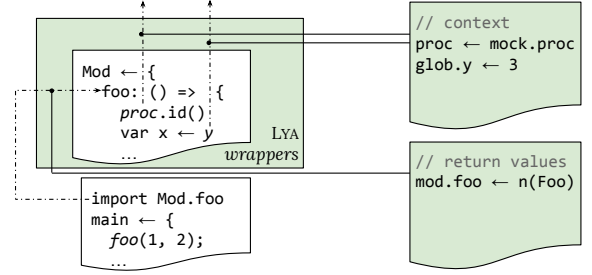 Mod ← {
foo: () => {
proc.id()
var x ← y
...
LYA
wrappers
import Mod.foo
main ← {
foo(1, 2);
...
// context
proc ← mock.proc
glob.y ← 3
// return values
mod.foo ← n(Foo)